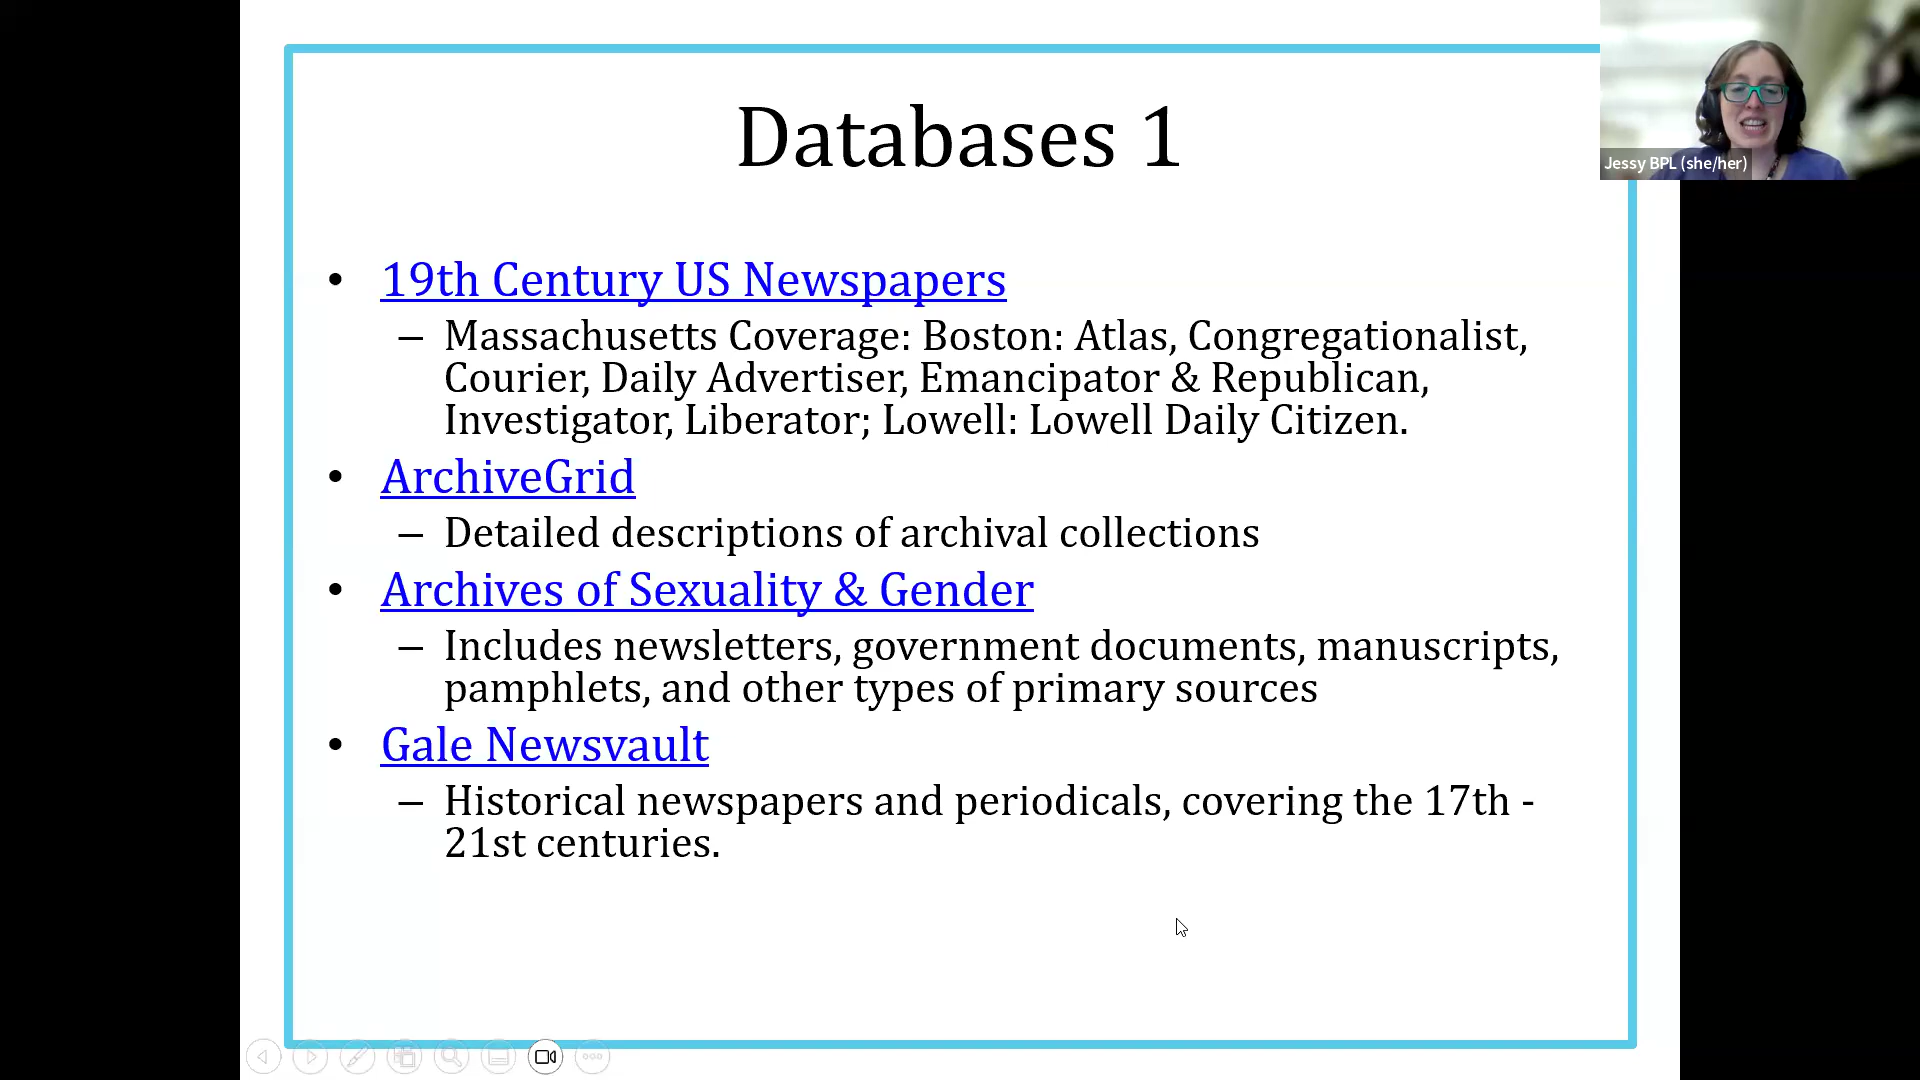 Databases 1
Jessy BPL (she/her)
• 19th Century US Newspapers
– Massachusetts Coverage: Boston: Atlas, Congregationalist,
Courier, Daily Advertiser, Emancipator & Republican,
Investigator, Liberator; Lowell: Lowell Daily Citizen.
• ArchiveGrid
– Detailed descriptions of archival collections
• Archives of Sexuality & Gender
– Includes newsletters, government documents, manuscripts,
pamphlets, and other types of primary sources
• Gale Newsvault
– Historical newspapers and periodicals, covering the 17th -
21st centuries.